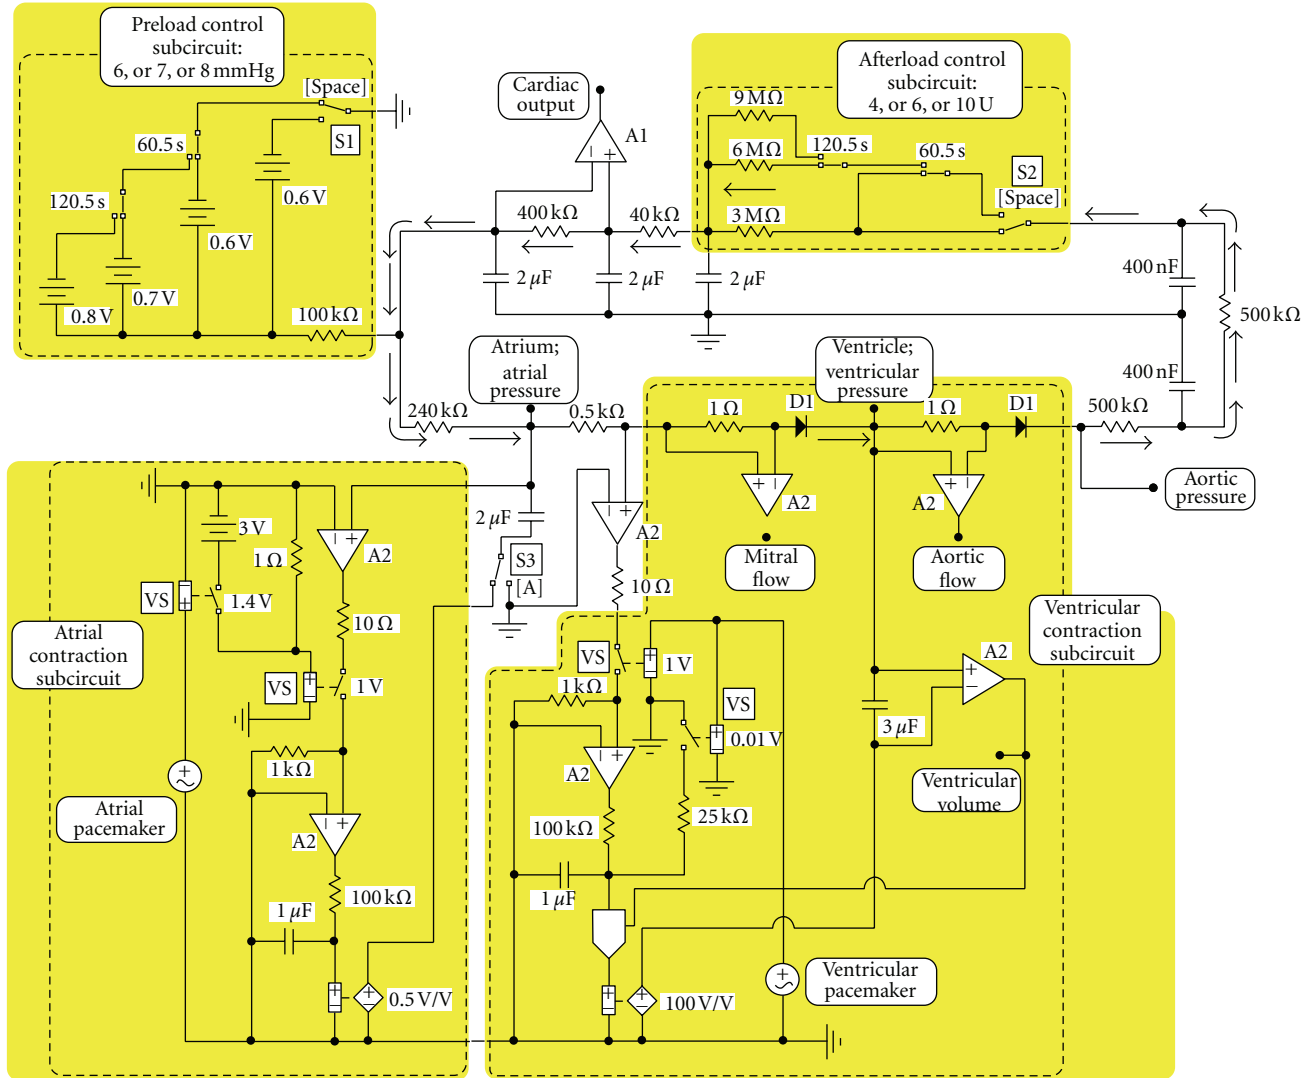 Preload control
subcircuit:
6, or 7, or 8 mmHg
[Space]
S1
60.5 s
120.5 s
0.6 V
0.6 V
0.7 V
0.8 V
100 kΩ
Cardiac
output
A1
400 kΩ
40 kΩ
2 μF
2 μF
2 μF
Afterload control
subcircuit:
4, or 6, or 10 U
9 MΩ
6 MΩ
3 MΩ
120.5 s
60.5 s
S2
[Space]
400 nF
500 kΩ
400 nF
500 kΩ
Atrium;
atrial
pressure
240 kΩ
0.5 kΩ
Ventricle;
ventricular
pressure
1 Ω
D1
1 Ω
D1
A2
Mitral
flow
A2
Aortic
flow
Aortic
pressure
2 μF
S3
[A]
A2
10 Ω
3 V
1 Ω
A2
VS
1.4 V
10 Ω
Atrial
contraction
subcircuit
VS
1 V
1 kΩ
Atrial
pacemaker
A2
100 kΩ
1 μF
0.5 V/V
VS
1 V
1 kΩ
VS
0.01 V
A2
100 kΩ
25 kΩ
1 μF
100 V/V
Ventricular
contraction
subcircuit
A2
3 μF
Ventricular
volume
Ventricular
pacemaker